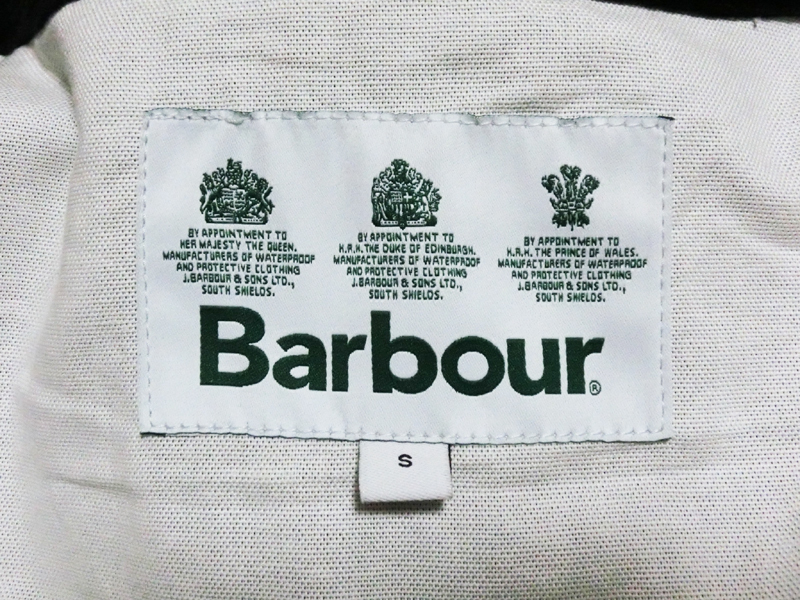 BY APPOINTMENT TO
HER MAJESTY THE QUEEN.
MANUFACTURERS OF WATERPROOF
AND PROTECTIVE CLOTHING
J.BARBOUR & SONS LTD.,
SOUTH SHIELDS.
BY APPOINTMENT TO
H.R.H. THE DUKE OF EDINBURGH.
MANUFACTURERS OF WATERPROOF
AND PROTECTIVE CLOTHING
J.BARBOUR & SONS LTD.,
SOUTH SHIELDS.
BY APPOINTMENT TO
H.R.H. THE PRINCE OF WALES.
MANUFACTURERS OF WATERPROOF
AND PROTECTIVE CLOTHING
J.BARBOUR & SONS LTD.,
SOUTH SHIELDS.
Barbour®
S